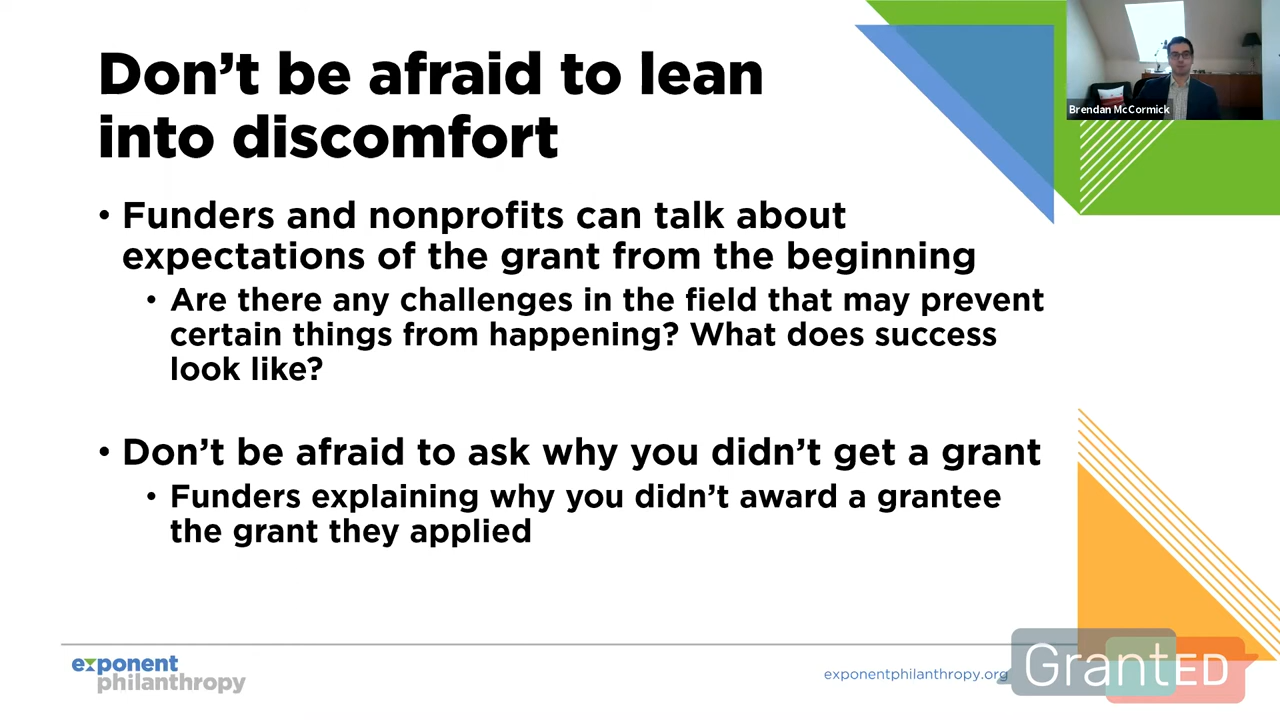 Don’t be afraid to lean
into discomfort
• Funders and nonprofits can talk about
expectations of the grant from the beginning
• Are there any challenges in the field that may prevent
certain things from happening? What does success
look like?
• Don’t be afraid to ask why you didn’t get a grant
• Funders explaining why you didn’t award a grantee
the grant they applied
Brendan McCormick
exponent
philanthropy
exponentphilanthropy.org
GrantED